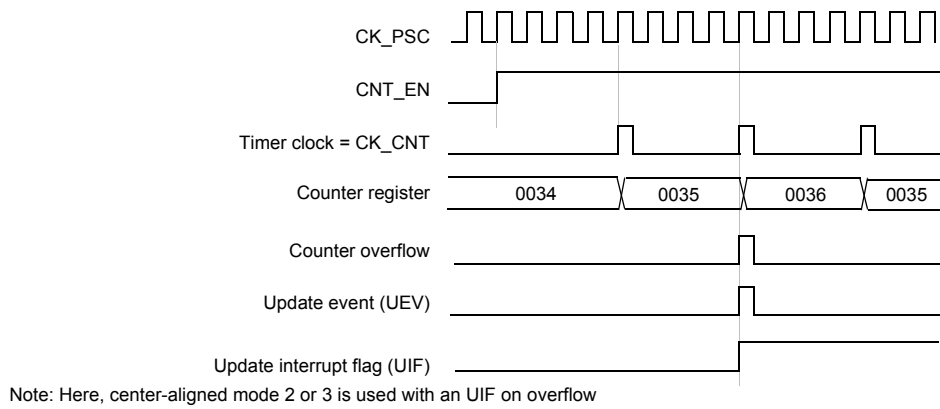 CK_PSC
CNT_EN
Timer clock = CK_CNT
Counter register 0034 0035 0036 0035
Counter overflow
Update event (UEV)
Update interrupt flag (UIF)
Note: Here, center-aligned mode 2 or 3 is used with an UIF on overflow